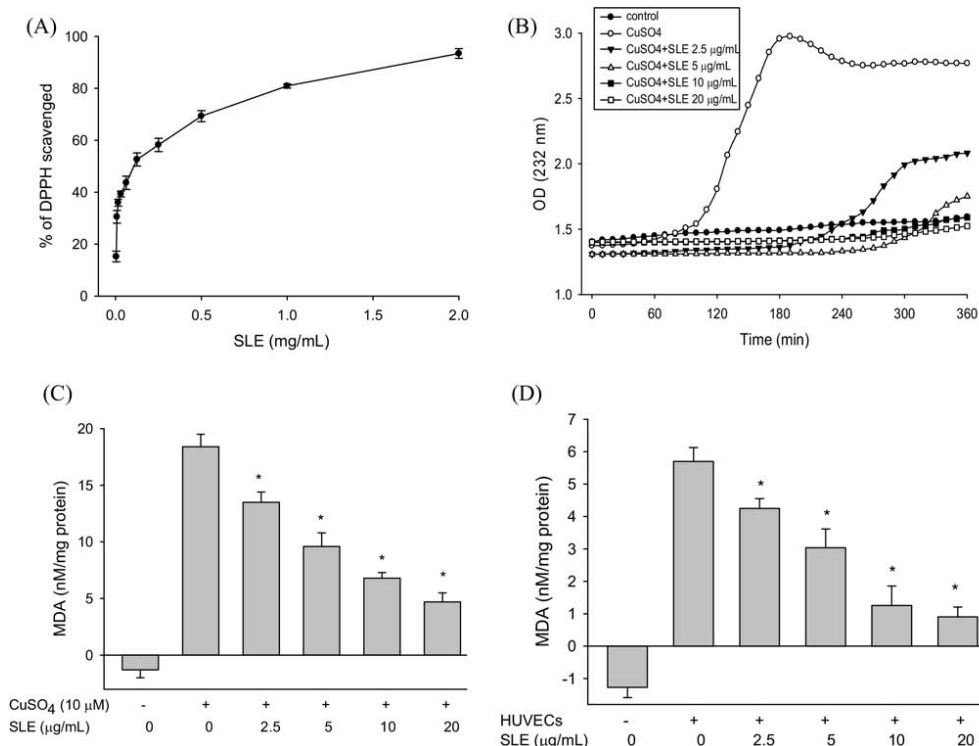 (A)
100
80
60
40
20
0
% of DPPH scavenged
0.0 0.5 1.0 1.5 2.0
SLE (mg/mL)
(B)
control
CuSO4
CuSO4+SLE 2.5 µg/mL
CuSO4+SLE 5 µg/mL
CuSO4+SLE 10 µg/mL
CuSO4+SLE 20 µg/mL
3.0
2.5
2.0
1.5
1.0
OD (232 nm)
0 60 120 180 240 300 360
Time (min)
(C)
20
15
10
5
0
MDA (nM/mg protein)
* * * *
CuSO₄ (10 µM) - + + + + +
SLE (µg/mL) 0 0 2.5 5 10 20
(D)
7
6
5
4
3
2
1
0
-1
MDA (nM/mg protein)
* * * *
HUVECs - + + + + +
SLE (µg/mL) 0 0 2.5 5 10 20